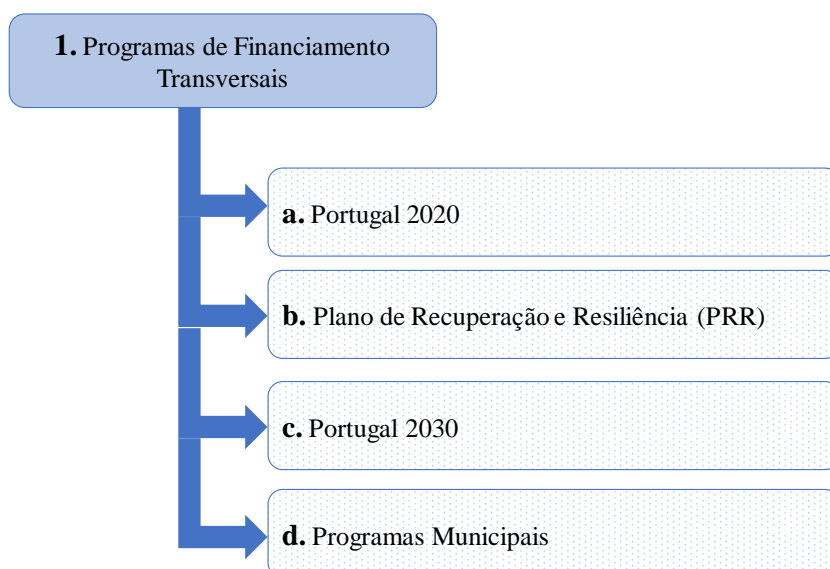 1. Programas de Financiamento
Transversais
a. Portugal 2020
b. Plano de Recuperação e Resiliência (PRR)
c. Portugal 2030
d. Programas Municipais